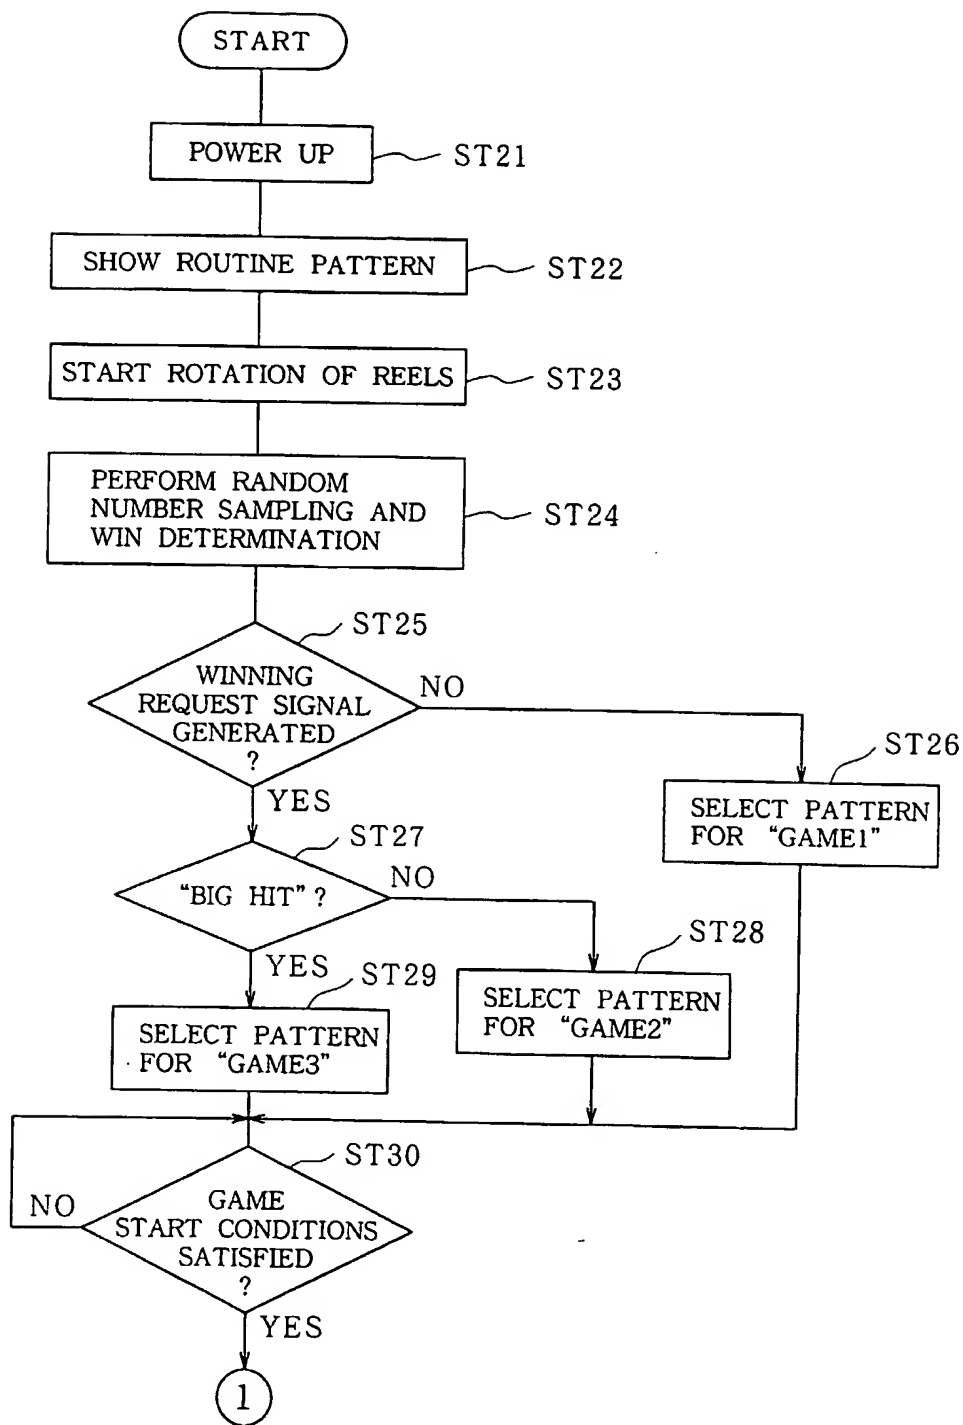 START
POWER UP
ST21
SHOW ROUTINE PATTERN
ST22
START ROTATION OF REELS
ST23
PERFORM RANDOM
NUMBER SAMPLING AND
WIN DETERMINATION
ST24
ST25
WINNING
REQUEST SIGNAL
GENERATED
?
NO
YES
ST26
SELECT PATTERN
FOR “GAME1”
ST27
“BIG HIT” ?
NO
YES
ST28
SELECT PATTERN
FOR “GAME2”
ST29
SELECT PATTERN
FOR “GAME3”
ST30
GAME
START CONDITIONS
SATISFIED
?
NO
YES
1